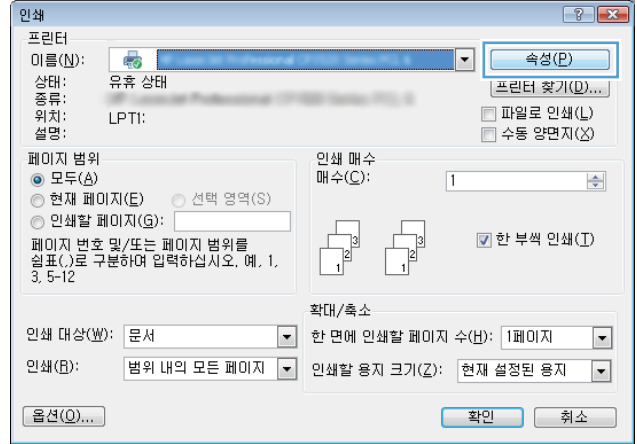 인쇄
프린터
이름(N): 속성(P)
상태: 유휴 상태 프린터 찾기(D)...
종류:
위치: LPT1: 파일로 인쇄(L)
설명: 수동 양면지(X)
페이지 범위
모두(A)
현재 페이지(E) 선택 영역(S)
인쇄할 페이지(G):
페이지 번호 및/또는 페이지 범위를
쉼표(,)로 구분하여 입력하십시오. 예, 1,
3, 5-12
인쇄 매수
매수(C): 1
3 3
2 2
1 1
한 부씩 인쇄(T)
인쇄 대상(W): 문서
인쇄(R): 범위 내의 모든 페이지
확대/축소
한 면에 인쇄할 페이지 수(H): 1페이지
인쇄할 용지 크기(Z): 현재 설정된 용지
옵션(O)... 확인 취소